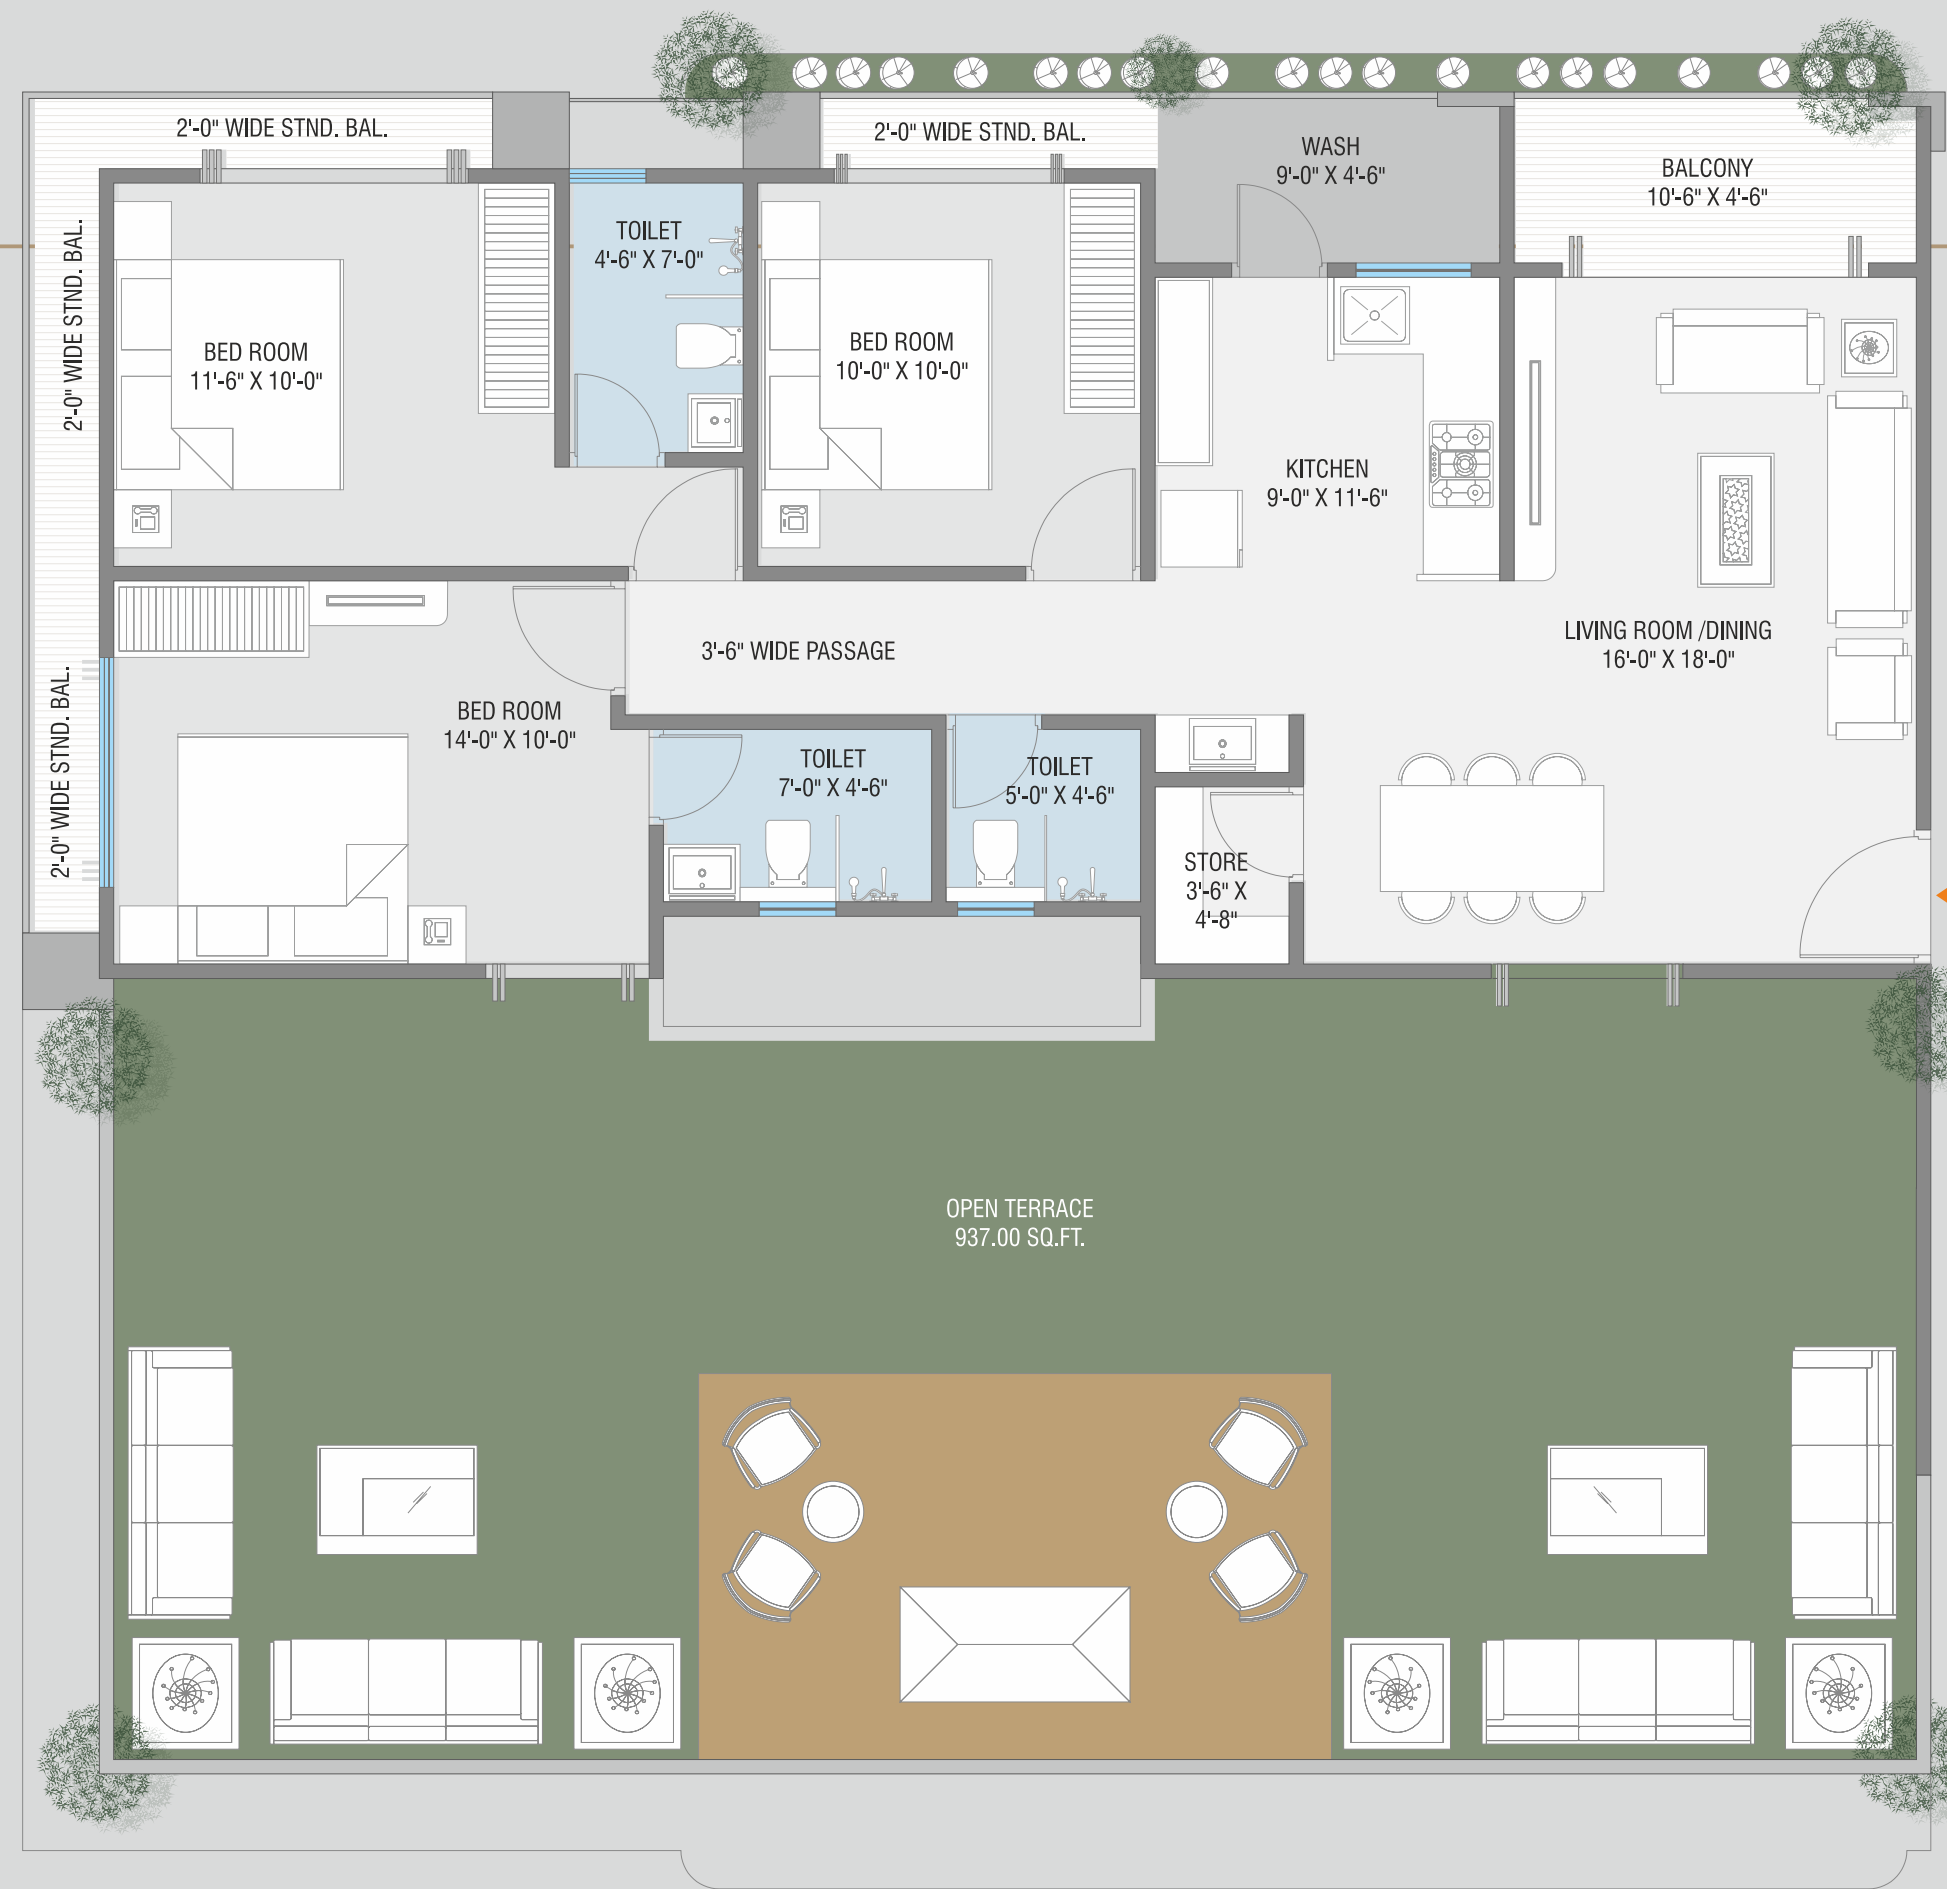 2'-0" WIDE STND. BAL.
2'-0" WIDE STND. BAL.
WASH
9'-0" X 4'-6"
BALCONY
10'-6" X 4'-6"
2'-0" WIDE STND. BAL.
TOILET
4'-6" X 7'-0"
BED ROOM
11'-6" X 10'-0"
BED ROOM
10'-0" X 10'-0"
KITCHEN
9'-0" X 11'-6"
LIVING ROOM /DINING
16'-0" X 18'-0"
3'-6" WIDE PASSAGE
2'-0" WIDE STND. BAL.
BED ROOM
14'-0" X 10'-0"
TOILET
7'-0" X 4'-6"
TOILET
5'-0" X 4'-6"
STORE
3'-6" X
4'-8"
OPEN TERRACE
937.00 SQ.FT.